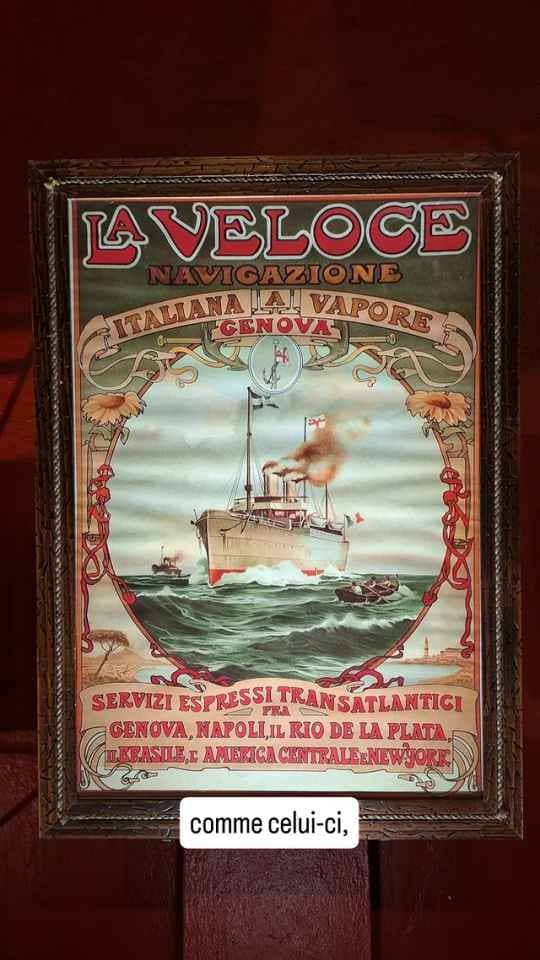 LA VELOCE
NAVIGAZIONE
ITALIANA A VAPORE
GENOVA
SERVIZI ESPRESSI TRANSATLANTICI
FRA
GENOVA, NAPOLI, IL RIO DE LA PLATA,
IL BRASILE, L' AMERICA CENTRALE E NEW YORK.
comme celui-ci,